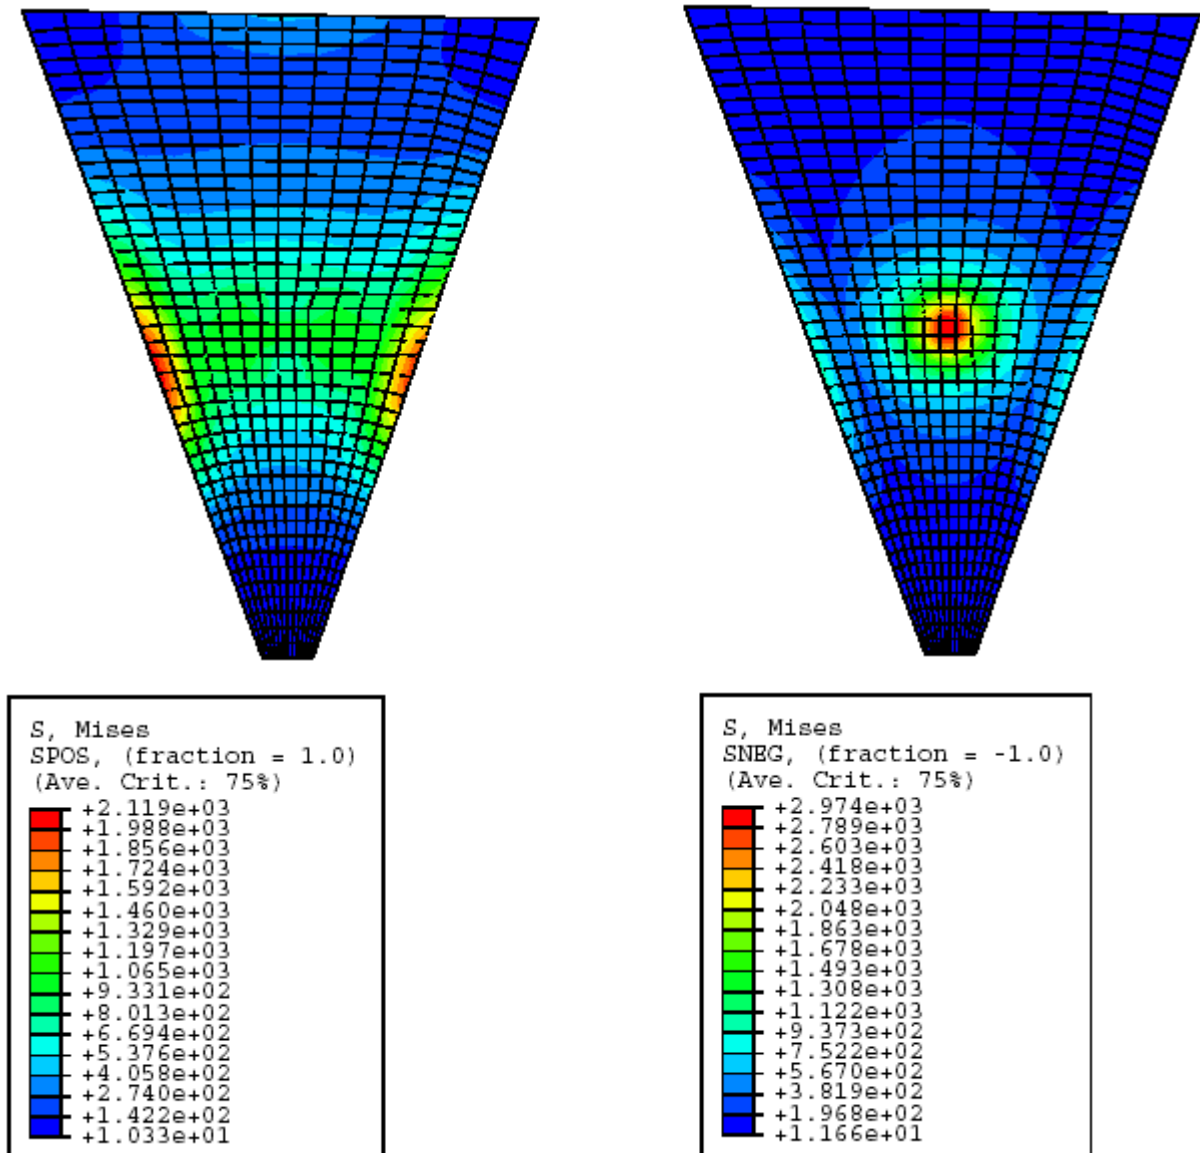 S, Mises
SPOS, (fraction = 1.0)
(Ave. Crit.: 75%)
+2.119e+03
+1.988e+03
+1.856e+03
+1.724e+03
+1.592e+03
+1.460e+03
+1.329e+03
+1.197e+03
+1.065e+03
+9.331e+02
+8.013e+02
+6.694e+02
+5.376e+02
+4.058e+02
+2.740e+02
+1.422e+02
+1.033e+01
S, Mises
SNEG, (fraction = -1.0)
(Ave. Crit.: 75%)
+2.974e+03
+2.789e+03
+2.603e+03
+2.418e+03
+2.233e+03
+2.048e+03
+1.863e+03
+1.678e+03
+1.493e+03
+1.308e+03
+1.122e+03
+9.373e+02
+7.522e+02
+5.670e+02
+3.819e+02
+1.968e+02
+1.166e+01